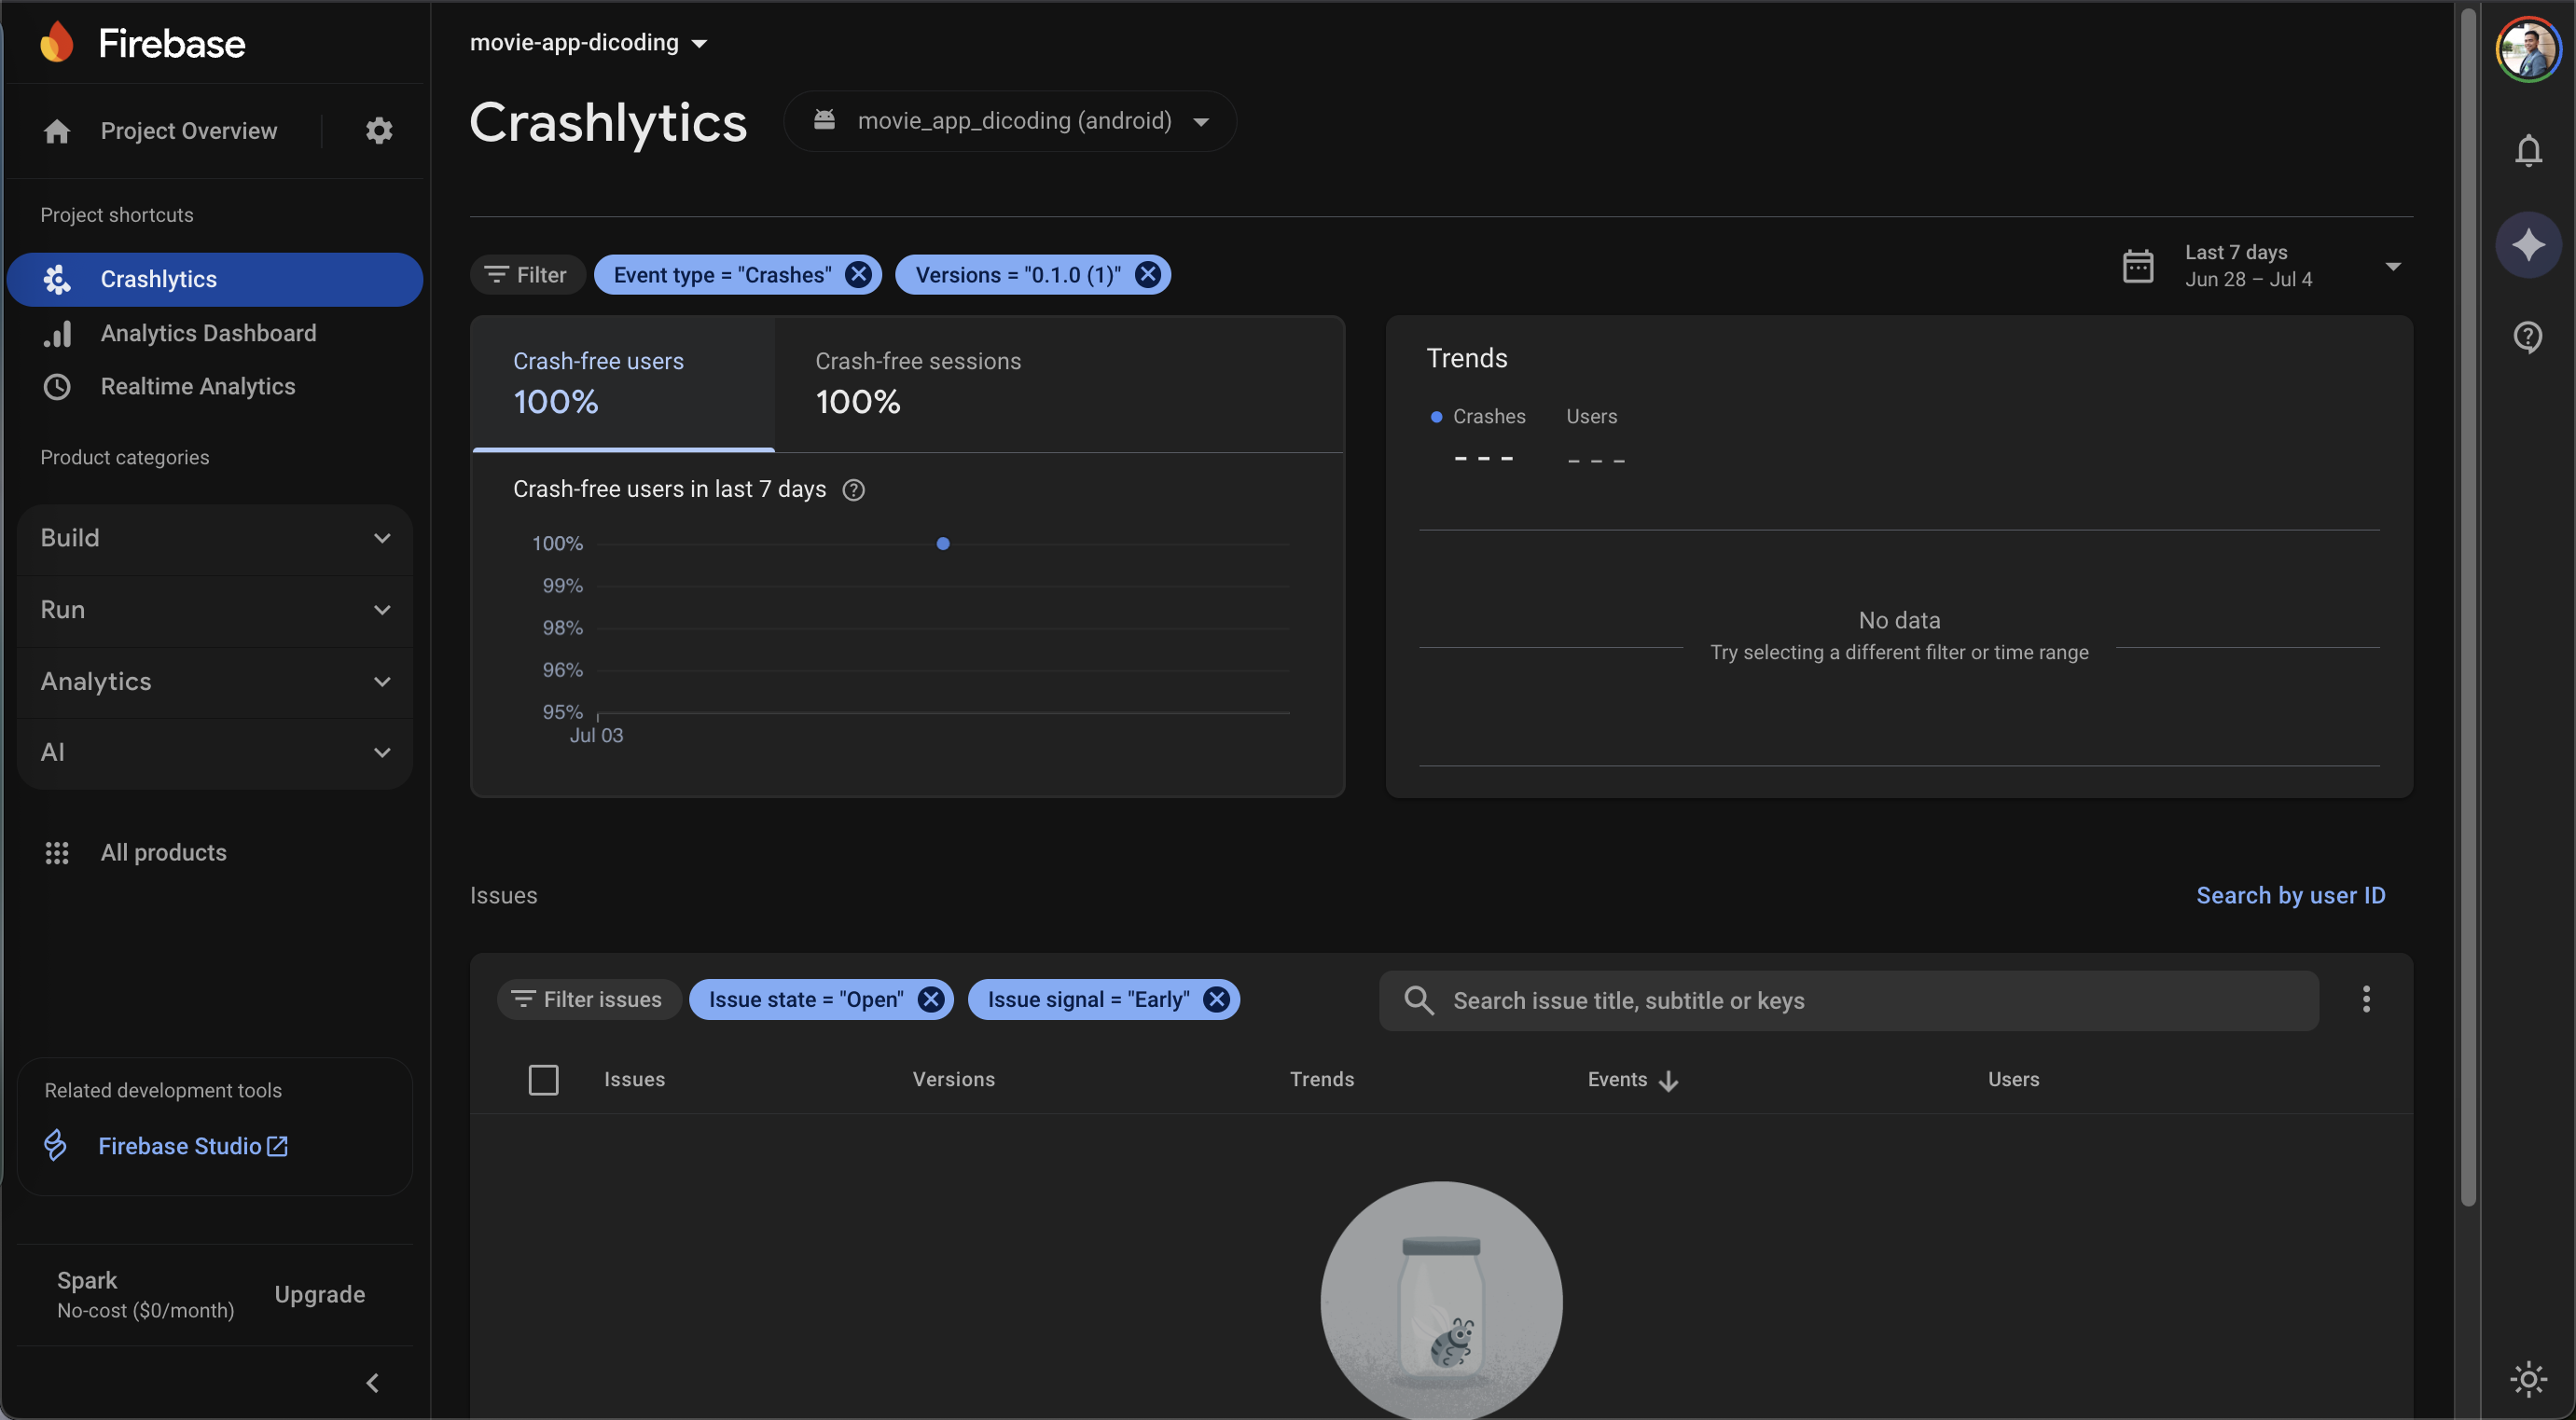 Firebase
Project Overview
Project shortcuts
Crashlytics
Analytics Dashboard
Realtime Analytics
Product categories
Build
Run
Analytics
AI
All products
Related development tools
Firebase Studio
Spark
No-cost ($0/month)
Upgrade
movie-app-dicoding
Crashlytics
movie_app_dicoding (android)
Filter
Event type = "Crashes"
Versions = "0.1.0 (1)"
Last 7 days
Jun 28 – Jul 4
Crash-free users
100%
Crash-free sessions
100%
Crash-free users in last 7 days
100%
99%
98%
96%
95%
Jul 03
Trends
Crashes
Users
---
---
No data
Try selecting a different filter or time range
Issues
Search by user ID
Filter issues
Issue state = "Open"
Issue signal = "Early"
Search issue title, subtitle or keys
Issues
Versions
Trends
Events
Users